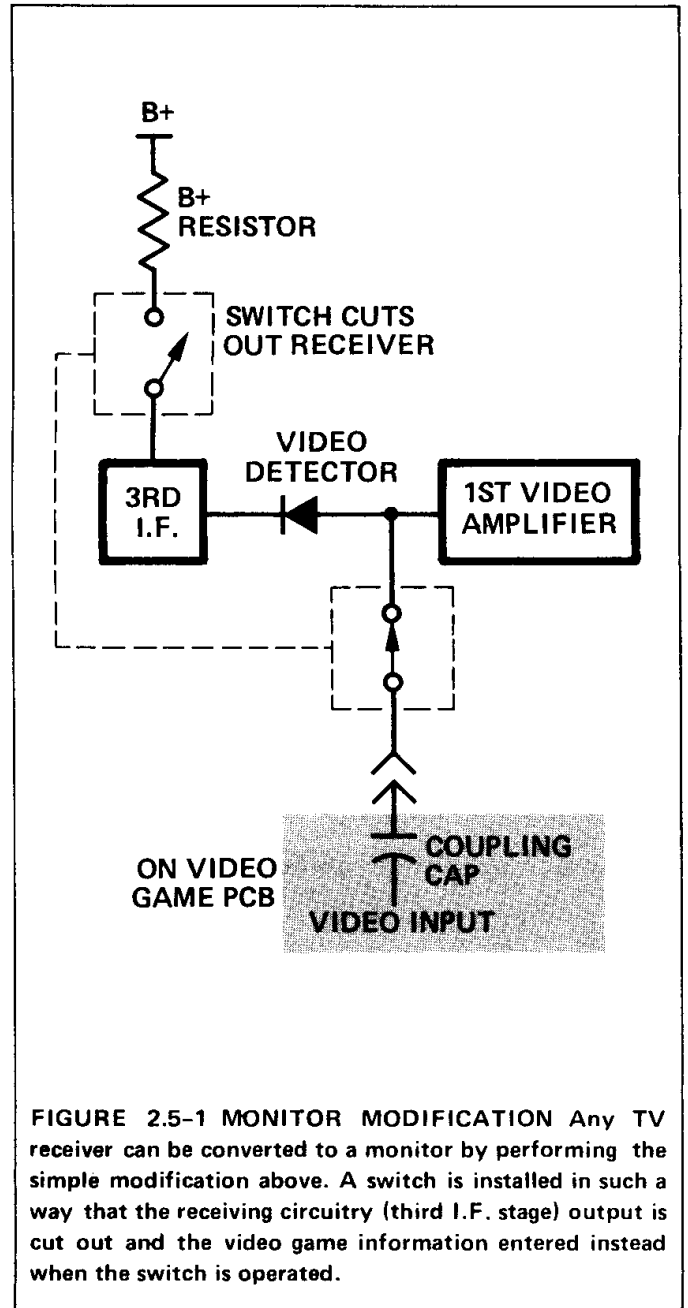 B+
B+
RESISTOR
SWITCH CUTS
OUT RECEIVER
VIDEO
DETECTOR
3RD
I.F.
1ST VIDEO
AMPLIFIER
ON VIDEO
GAME PCB
COUPLING
CAP
VIDEO INPUT
FIGURE 2.5-1 MONITOR MODIFICATION Any TV
receiver can be converted to a monitor by performing the
simple modification above. A switch is installed in such a
way that the receiving circuitry (third I.F. stage) output is
cut out and the video game information entered instead
when the switch is operated.